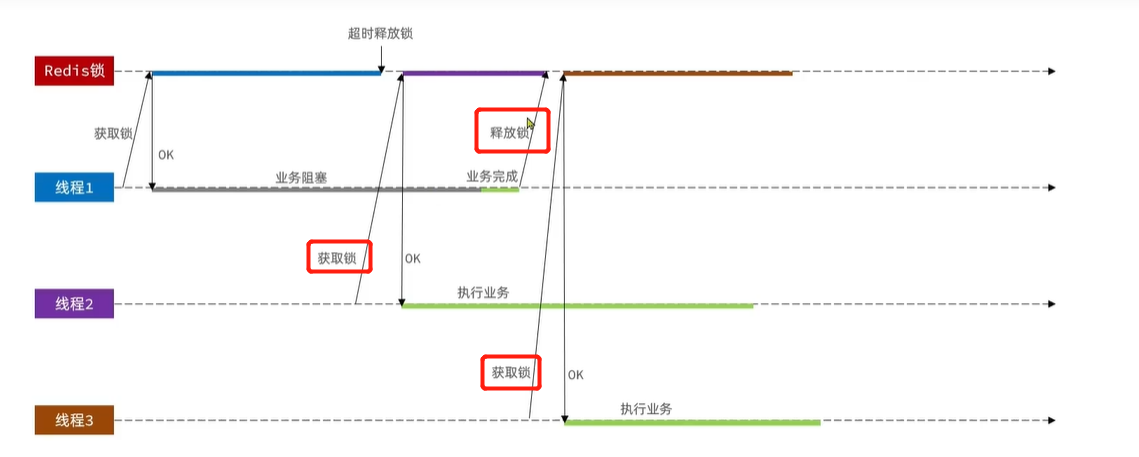 超时释放锁
Redis锁
获取锁
释放锁
OK
线程1
业务阻塞
业务完成
获取锁
OK
线程2
执行业务
获取锁
OK
线程3
执行业务